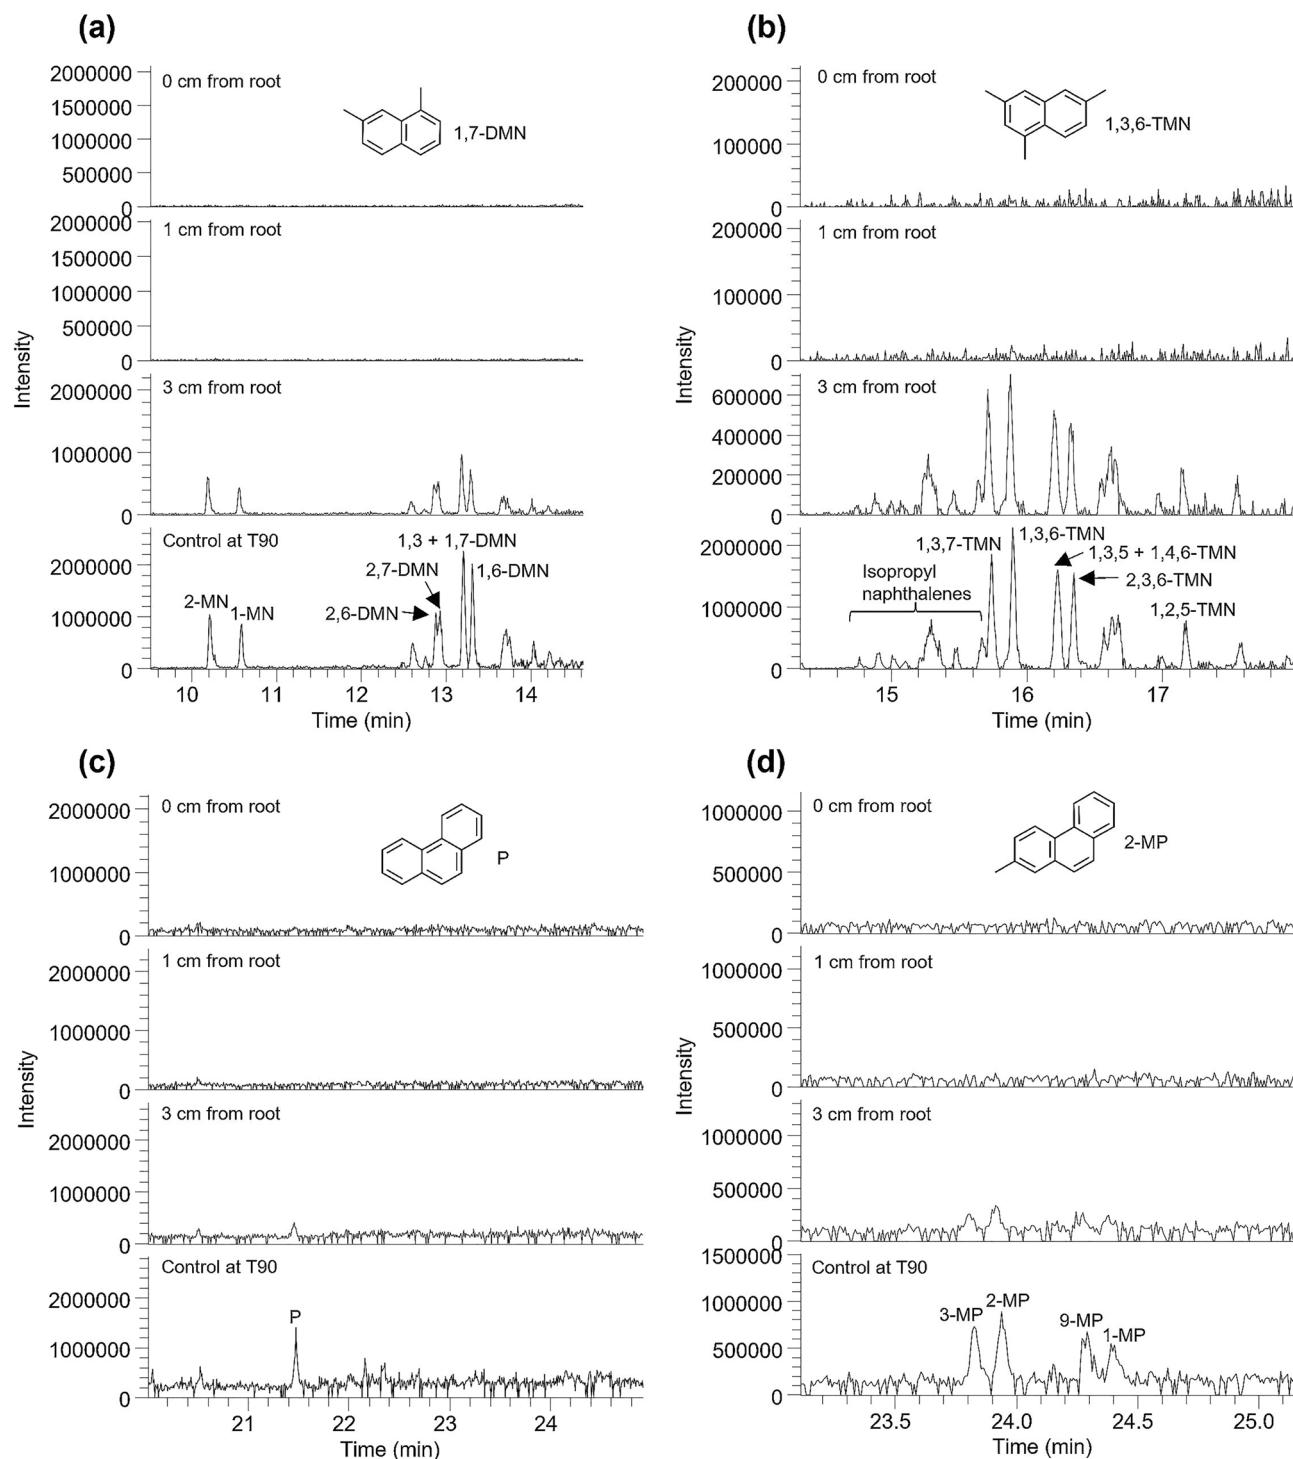 (a)
2000000
1500000
1000000
500000
0
0 cm from root
1,7-DMN
2000000
1500000
1000000
500000
0
1 cm from root
Intensity
2000000
1000000
0
3 cm from root
2000000
1000000
0
Control at T90
2-MN
1-MN
1,3 + 1,7-DMN
2,7-DMN
1,6-DMN
2,6-DMN
10 11 12 13 14
Time (min)
(b)
200000
100000
0
0 cm from root
1,3,6-TMN
200000
100000
0
1 cm from root
Intensity
600000
400000
200000
0
3 cm from root
2000000
1000000
0
1,3,7-TMN
1,3,6-TMN
1,3,5 + 1,4,6-TMN
Isopropyl
naphthalenes
2,3,6-TMN
1,2,5-TMN
15 16 17
Time (min)
(c)
2000000
1000000
0
0 cm from root
P
2000000
1000000
0
1 cm from root
Intensity
2000000
1000000
0
3 cm from root
2000000
1000000
0
Control at T90
P
21 22 23 24
Time (min)
(d)
1000000
500000
0
0 cm from root
2-MP
1000000
500000
0
1 cm from root
Intensity
1000000
500000
0
3 cm from root
1500000
1000000
500000
0
Control at T90
3-MP
2-MP
9-MP
1-MP
23.5 24.0 24.5 25.0
Time (min)